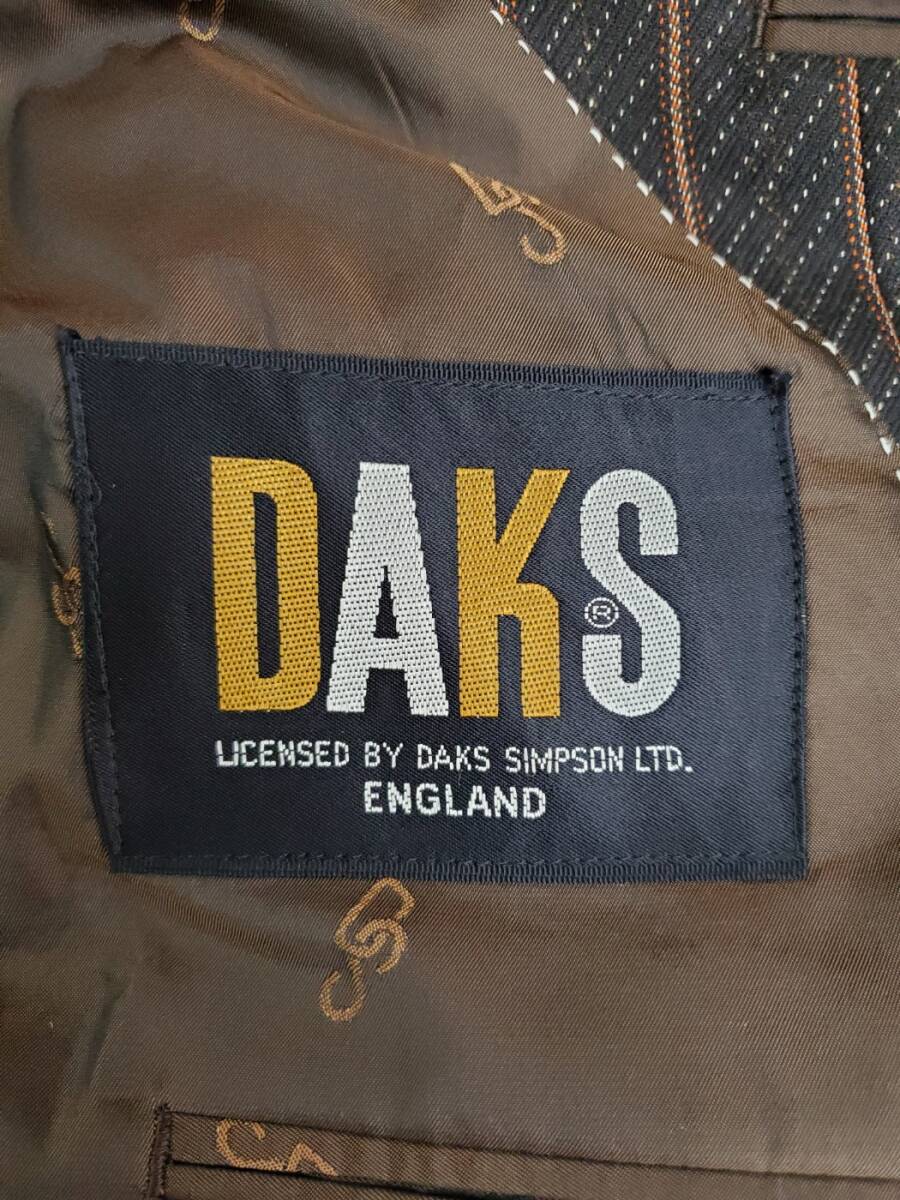 DAKS®
LICENSED BY DAKS SIMPSON LTD.
ENGLAND